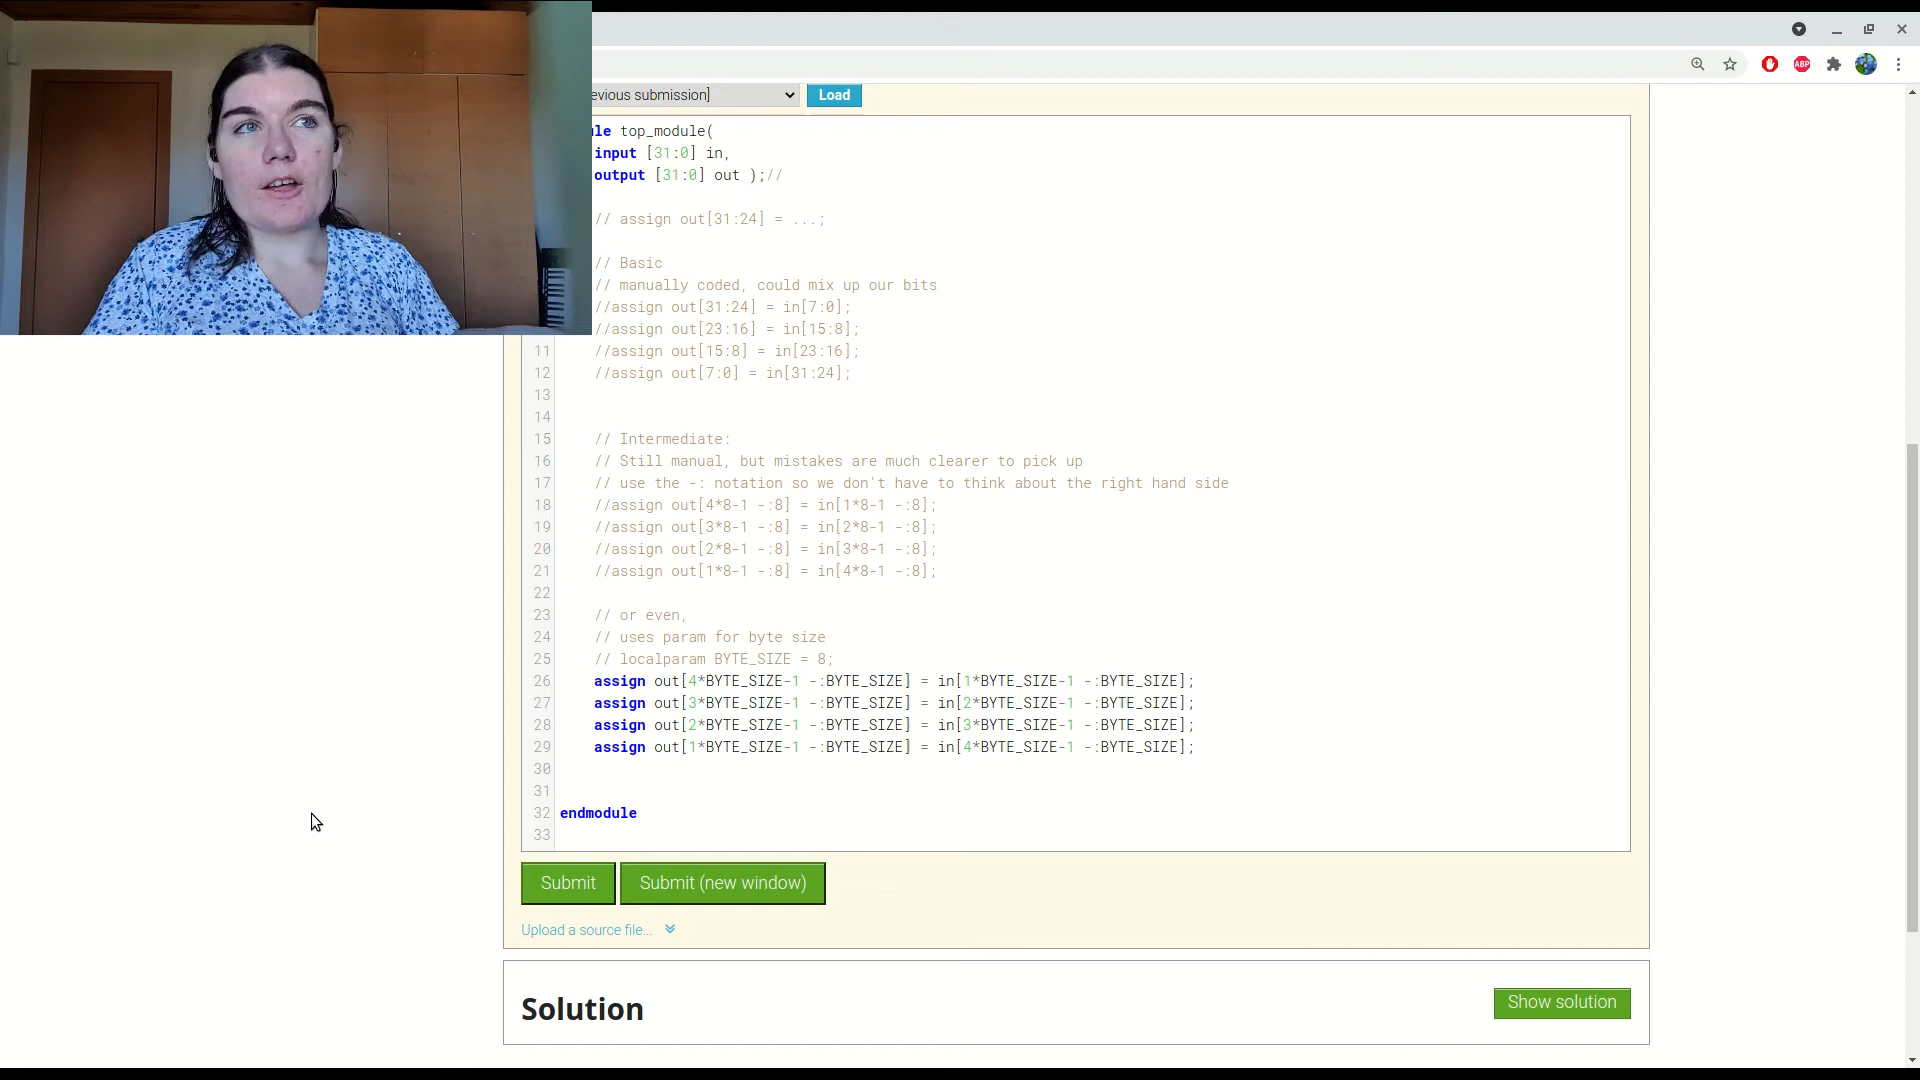 evious submission]
Load
ule top_module(
input [31:0] in,
output [31:0] out );//
// assign out[31:24] = ...;
// Basic
// manually coded, could mix up our bits
//assign out[31:24] = in[7:0];
//assign out[23:16] = in[15:8];
11 //assign out[15:8] = in[23:16];
12 //assign out[7:0] = in[31:24];
13
14
15 // Intermediate:
16 // Still manual, but mistakes are much clearer to pick up
17 // use the -: notation so we don't have to think about the right hand side
18 //assign out[4*8-1 -:8] = in[1*8-1 -:8];
19 //assign out[3*8-1 -:8] = in[2*8-1 -:8];
20 //assign out[2*8-1 -:8] = in[3*8-1 -:8];
21 //assign out[1*8-1 -:8] = in[4*8-1 -:8];
22
23 // or even,
24 // uses param for byte size
25 // localparam BYTE_SIZE = 8;
26 assign out[4*BYTE_SIZE-1 -:BYTE_SIZE] = in[1*BYTE_SIZE-1 -:BYTE_SIZE];
27 assign out[3*BYTE_SIZE-1 -:BYTE_SIZE] = in[2*BYTE_SIZE-1 -:BYTE_SIZE];
28 assign out[2*BYTE_SIZE-1 -:BYTE_SIZE] = in[3*BYTE_SIZE-1 -:BYTE_SIZE];
29 assign out[1*BYTE_SIZE-1 -:BYTE_SIZE] = in[4*BYTE_SIZE-1 -:BYTE_SIZE];
30
31
32 endmodule
33
Submit
Submit (new window)
Upload a source file...
Solution
Show solution
ABP